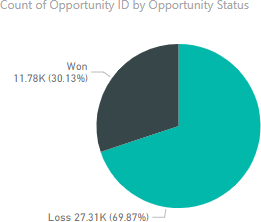 Count of Opportunity ID by Opportunity Status
Won
11.78K (30.13%)
Loss 27.31K (69.87%)